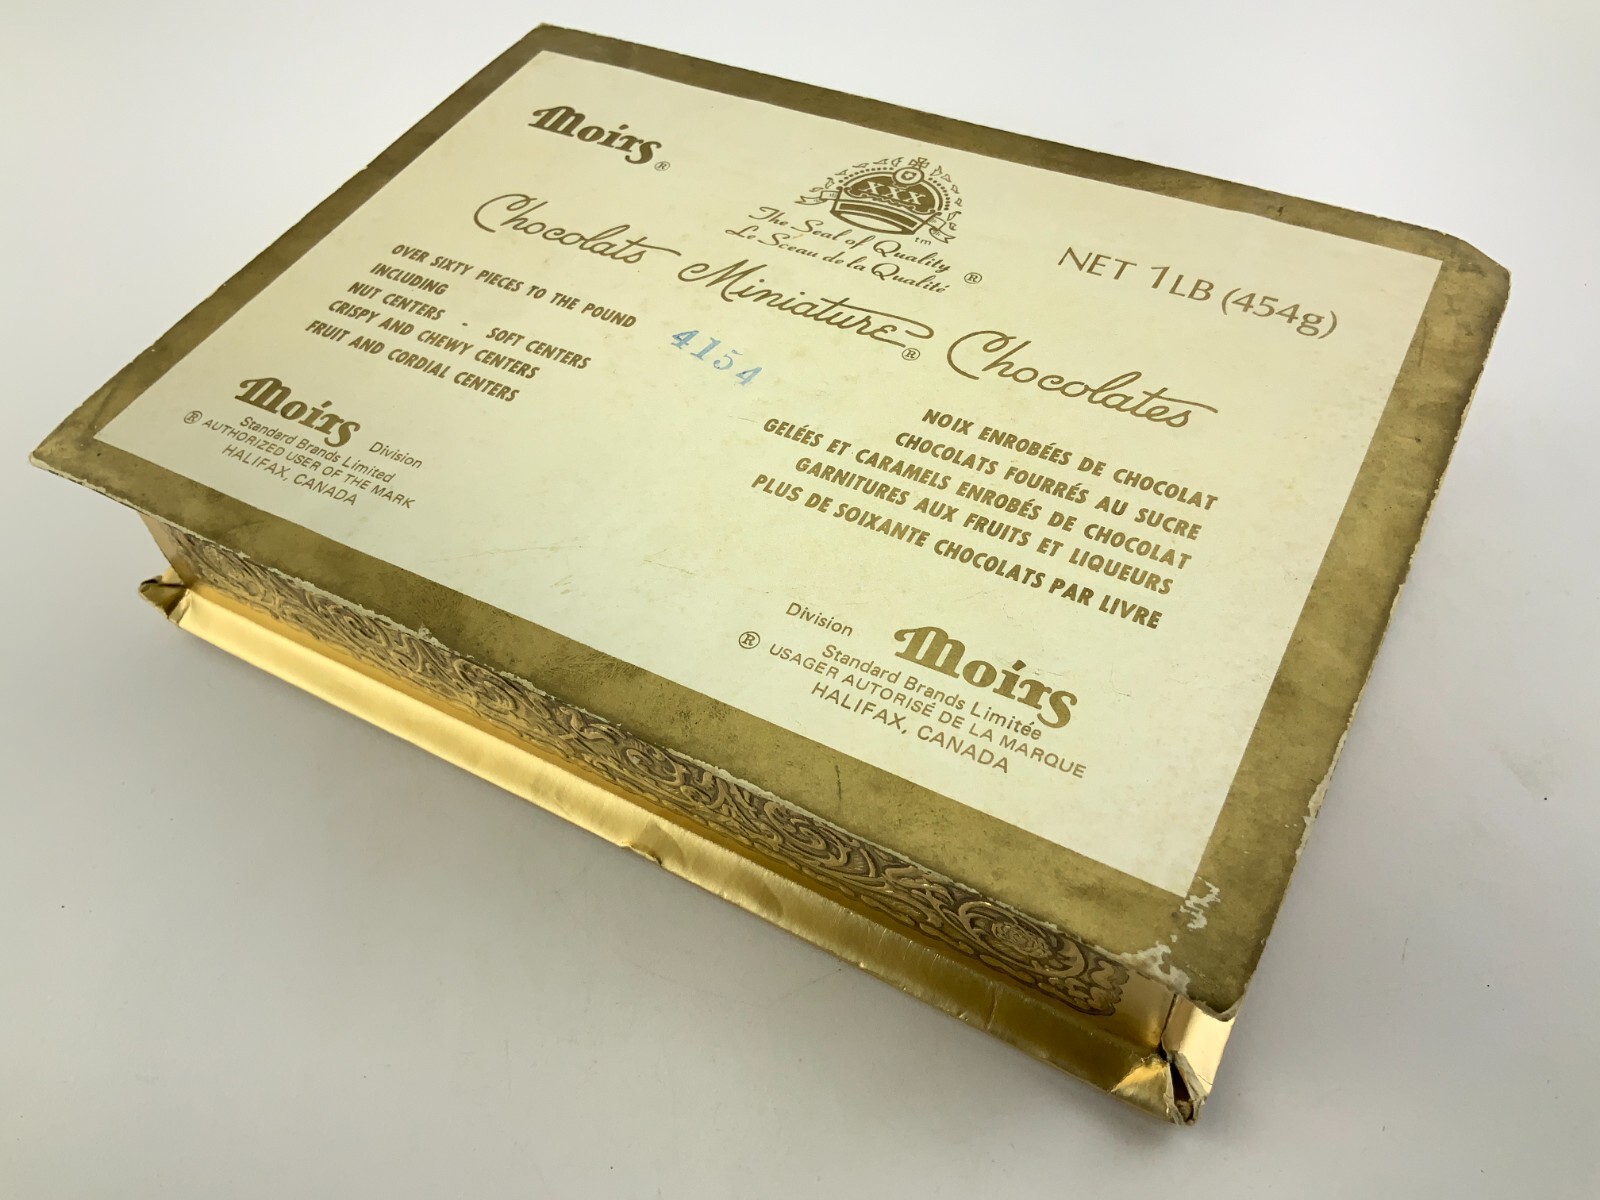 Moirs®
XXX
™
The Seal of Quality
Le Sceau de la Qualité ®
NET 1 LB (454g)
Chocolats Miniature® Chocolates
OVER SIXTY PIECES TO THE POUND
INCLUDING
NUT CENTERS - SOFT CENTERS
CRISPY AND CHEWY CENTERS
FRUIT AND CORDIAL CENTERS
4154
Moirs Division
Standard Brands Limited
® AUTHORIZED USER OF THE MARK
HALIFAX, CANADA
NOIX ENROBÉES DE CHOCOLAT
CHOCOLATS FOURRÉS AU SUCRE
GELÉES ET CARAMELS ENROBÉS DE CHOCOLAT
GARNITURES AUX FRUITS ET LIQUEURS
PLUS DE SOIXANTE CHOCOLATS PAR LIVRE
Division Moirs
Standard Brands Limitée
® USAGER AUTORISÉ DE LA MARQUE
HALIFAX, CANADA